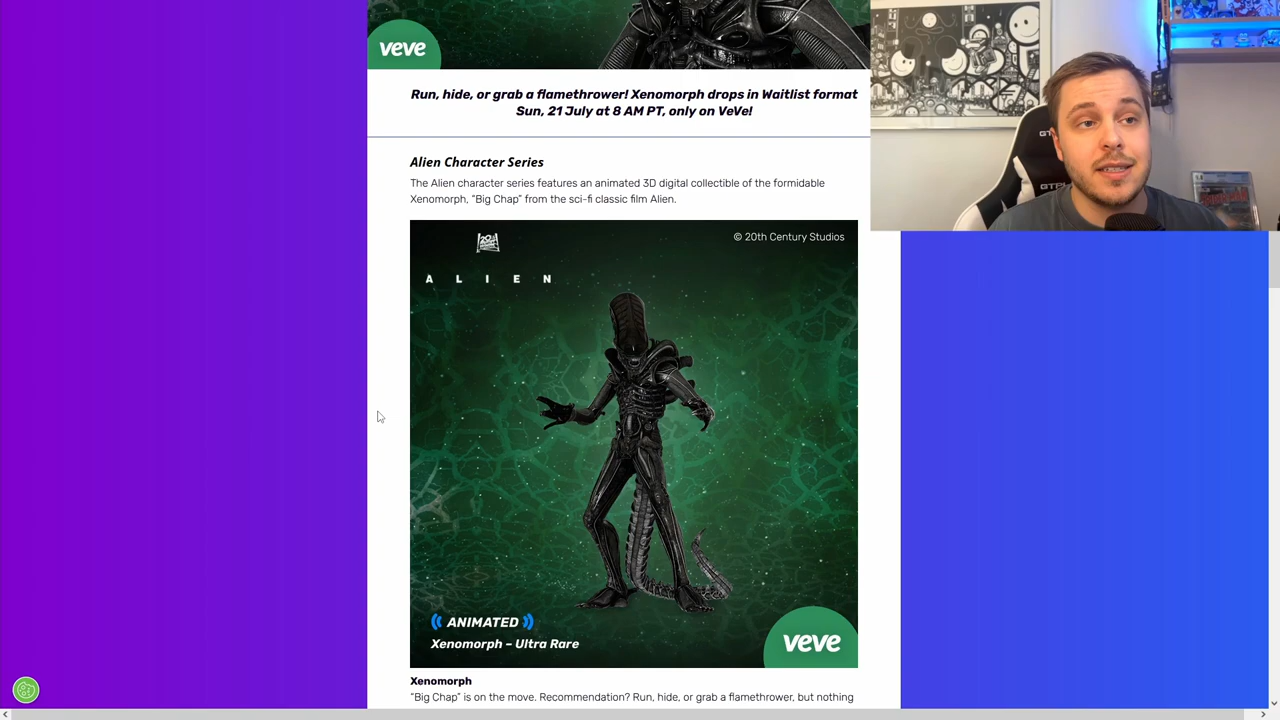 veve
Run, hide, or grab a flamethrower! Xenomorph drops in Waitlist format
Sun, 21 July at 8 AM PT, only on VeVe!
Alien Character Series
The Alien character series features an animated 3D digital collectible of the formidable
Xenomorph, "Big Chap" from the sci-fi classic film Alien.
© 20th Century Studios
A L I E N
ANIMATED
Xenomorph – Ultra Rare
veve
Xenomorph
"Big Chap" is on the move. Recommendation? Run, hide, or grab a flamethrower, but nothing